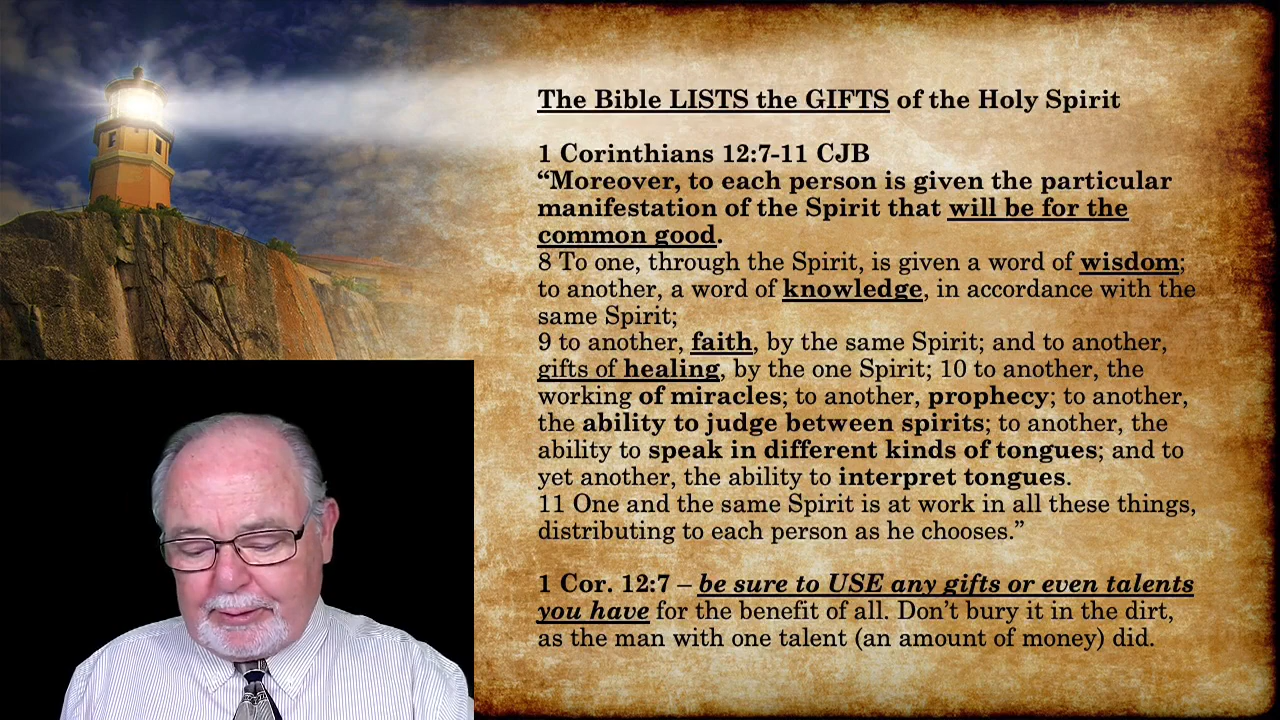 The Bible LISTS the GIFTS of the Holy Spirit
1 Corinthians 12:7-11 CJB
“Moreover, to each person is given the particular
manifestation of the Spirit that will be for the
common good.
8 To one, through the Spirit, is given a word of wisdom;
to another, a word of knowledge, in accordance with the
same Spirit;
9 to another, faith, by the same Spirit; and to another,
gifts of healing, by the one Spirit; 10 to another, the
working of miracles; to another, prophecy; to another,
the ability to judge between spirits; to another, the
ability to speak in different kinds of tongues; and to
yet another, the ability to interpret tongues.
11 One and the same Spirit is at work in all these things,
distributing to each person as he chooses.”
1 Cor. 12:7 – be sure to USE any gifts or even talents
you have for the benefit of all. Don’t bury it in the dirt,
as the man with one talent (an amount of money) did.